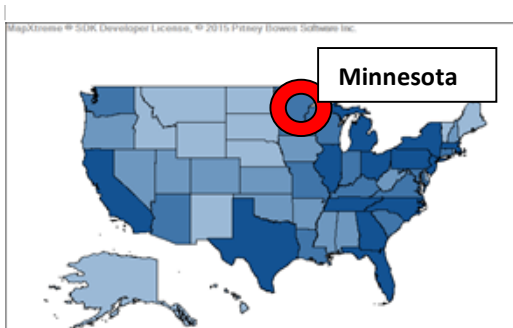 MapXtreme ® SDK Developer License, © 2015 Pitney Bowes Software Inc.
Minnesota